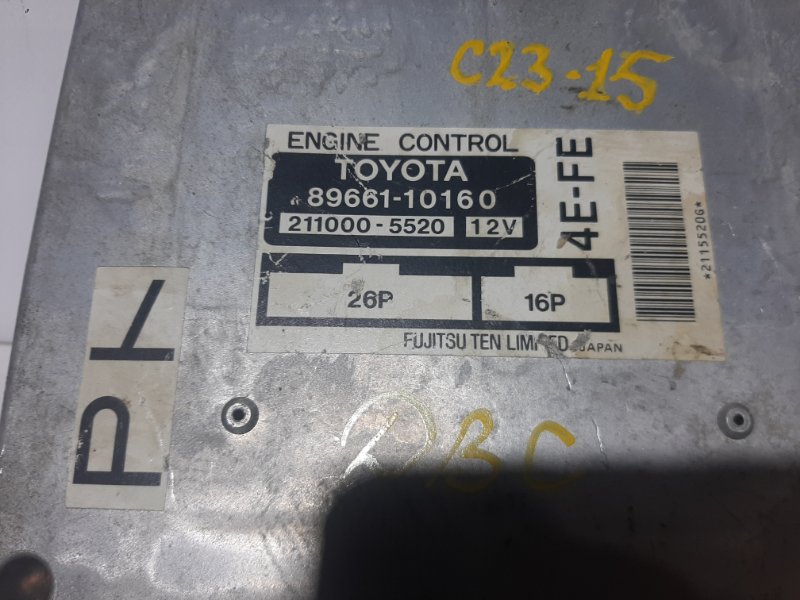 C23-15
ENGINE CONTROL
TOYOTA
89661-10160
211000-5520 12V
4E-FE
*2115520G*
26P 16P
FUJITSU TEN LIMITED JAPAN
DBC